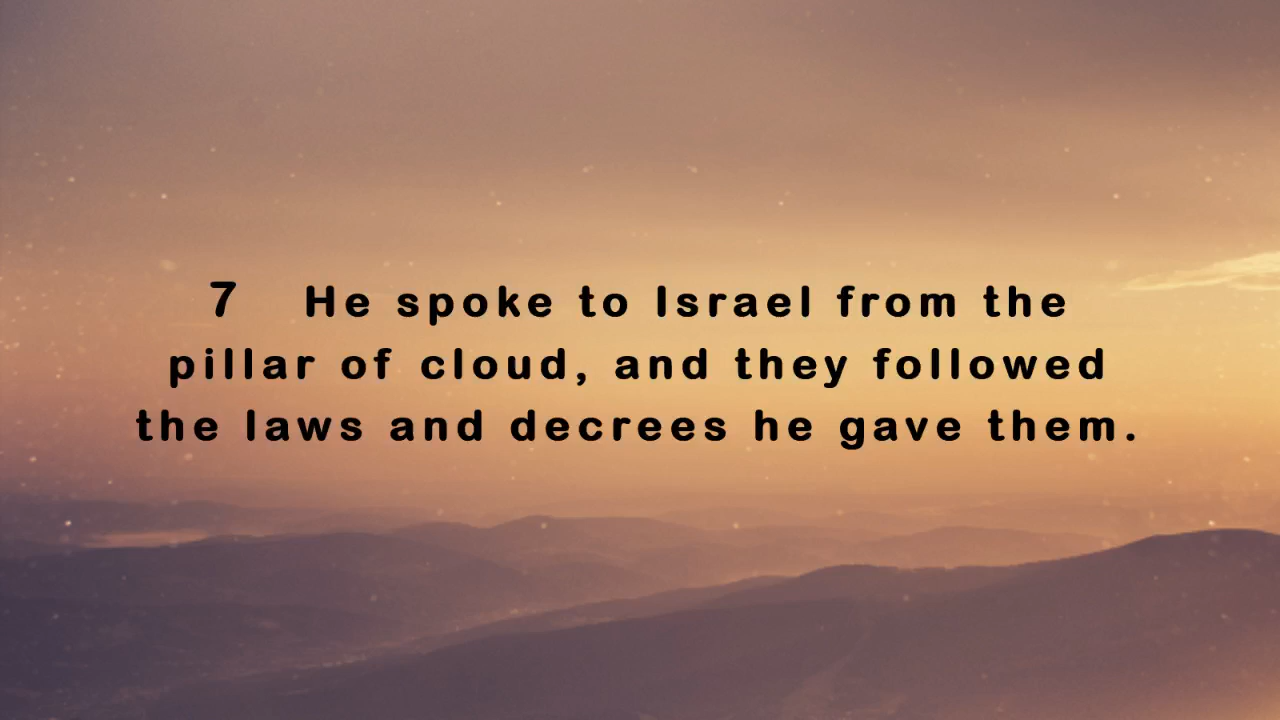 7 He spoke to Israel from the
pillar of cloud, and they followed
the laws and decrees he gave them.